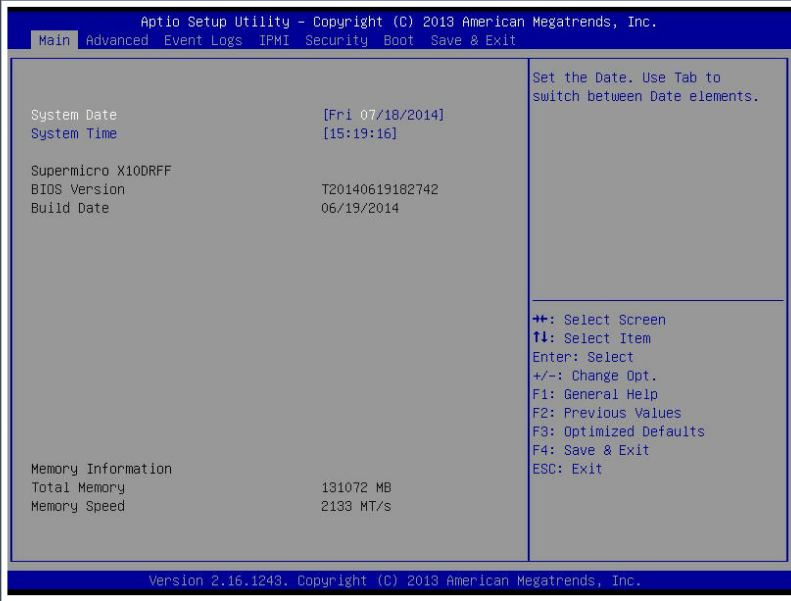 Aptio Setup Utility – Copyright (C) 2013 American Megatrends, Inc.
Main Advanced Event Logs IPMI Security Boot Save & Exit
Set the Date. Use Tab to
switch between Date elements.
System Date [Fri 07/18/2014]
System Time [15:19:16]
Supermicro X10DRFF
BIOS Version T20140619182742
Build Date 06/19/2014
Memory Information
Total Memory 131072 MB
Memory Speed 2133 MT/s
→←: Select Screen
↑↓: Select Item
Enter: Select
+/-: Change Opt.
F1: General Help
F2: Previous Values
F3: Optimized Defaults
F4: Save & Exit
ESC: Exit
Version 2.16.1243. Copyright (C) 2013 American Megatrends, Inc.